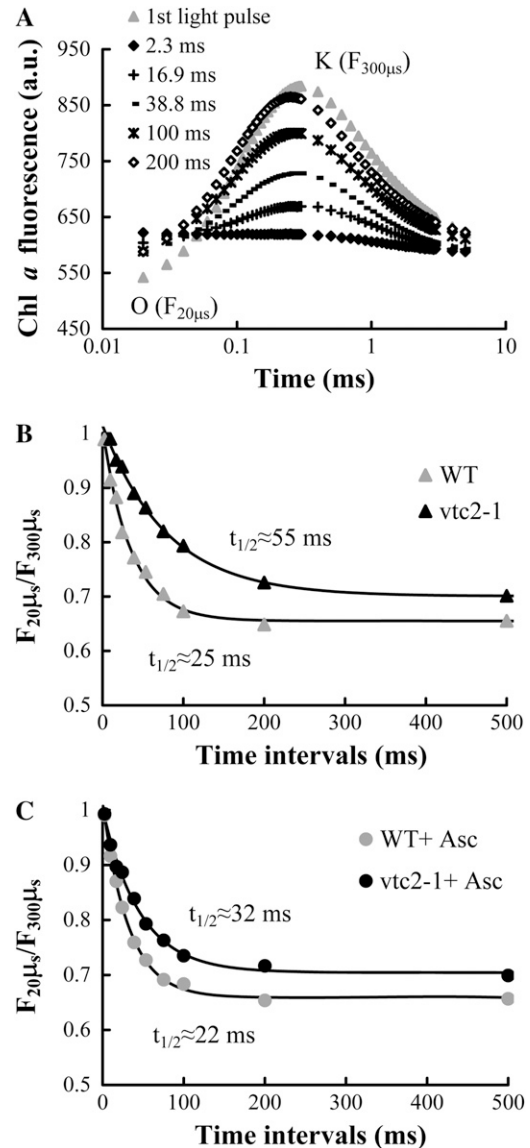 A
1st light pulse
2.3 ms
16.9 ms
38.8 ms
100 ms
200 ms
K (F300μs)
O (F20μs)
Chl a fluorescence (a.u.)
950
850
750
650
550
450
0.01
0.1
1
10
Time (ms)
B
WT
vtc2-1
t1/2≈55 ms
t1/2≈25 ms
F20μs/F300μs
1
0.9
0.8
0.7
0.6
0.5
0
100
200
300
400
500
Time intervals (ms)
C
WT+ Asc
vtc2-1+ Asc
t1/2≈32 ms
t1/2≈22 ms
F20μs/F300μs
1
0.9
0.8
0.7
0.6
0.5
0
100
200
300
400
500
Time intervals (ms)